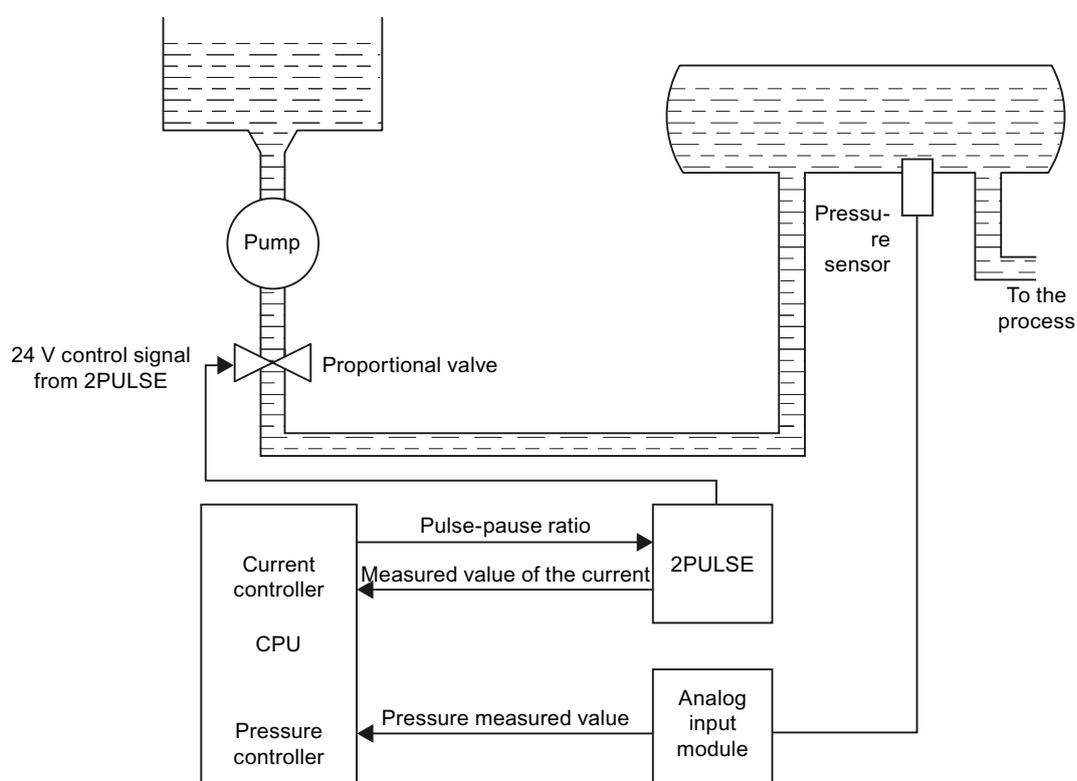 Pump
Pressu-
re
sensor
To the
process
24 V control signal
from 2PULSE
Proportional valve
Pulse-pause ratio
Current
controller
Measured value of the current
2PULSE
CPU
Analog
input
module
Pressure measured value
Pressure
controller